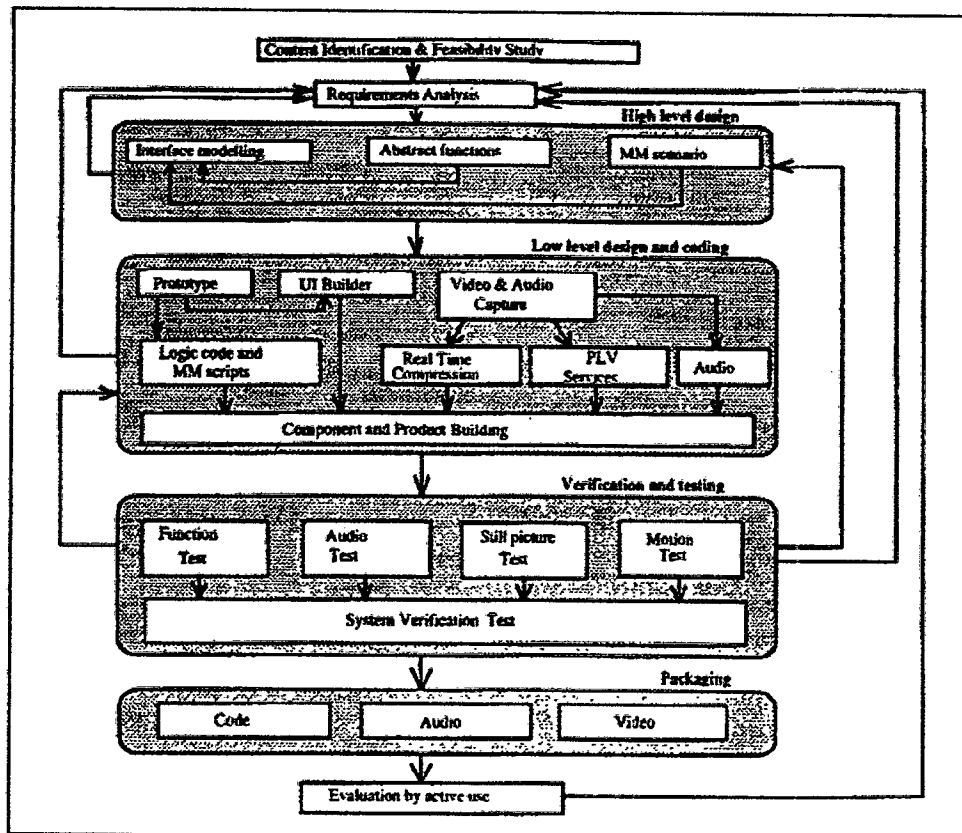 Content Identification & Feasibility Study
Requirements Analysis
High level design
Interface modelling
Abstract functions
MM scenario
Low level design and coding
Prototype
UI Builder
Video & Audio
Capture
Logic code and
MM scripts
Real Time
Compression
PLV
Services
Audio
Component and Product Building
Verification and testing
Function
Test
Audio
Test
Still picture
Test
Motion
Test
System Verification Test
Packaging
Code
Audio
Video
Evaluation by active use